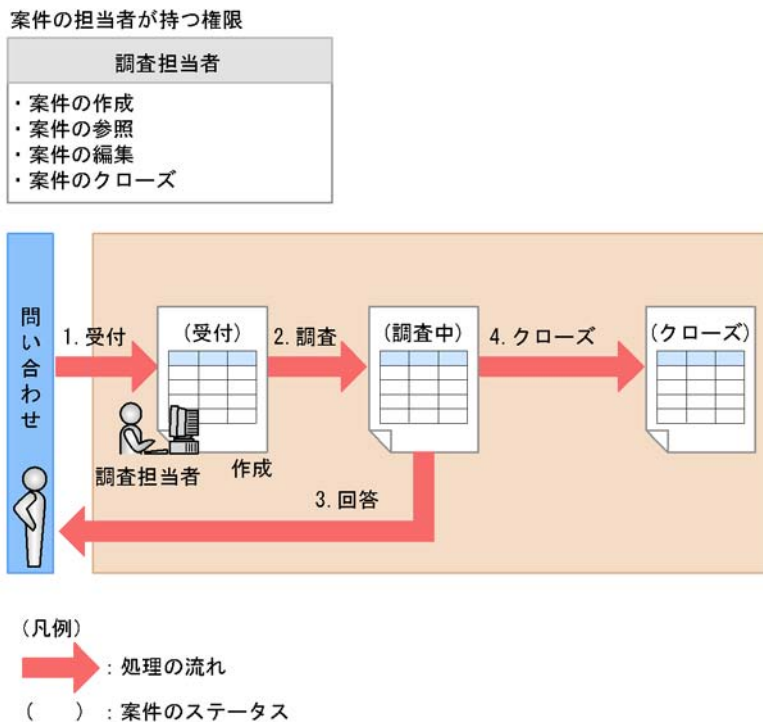 案件の担当者が持つ権限
調査担当者
・案件の作成
・案件の参照
・案件の編集
・案件のクローズ
問い合わせ
1.受付
(受付)
2.調査
(調査中)
4.クローズ
(クローズ)
調査担当者
作成
3.回答
(凡例)
：処理の流れ
(　)：案件のステータス